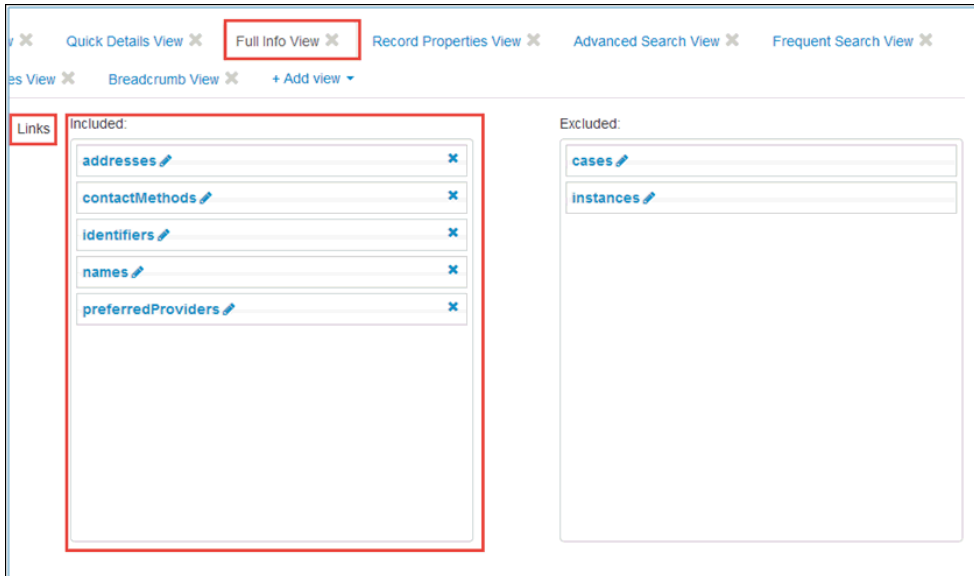 Quick Details View Full Info View Record Properties View Advanced Search View Frequent Search View
View Breadcrumb View + Add view
Links Included: Excluded:
addresses cases
contactMethods instances
identifiers
names
preferredProviders